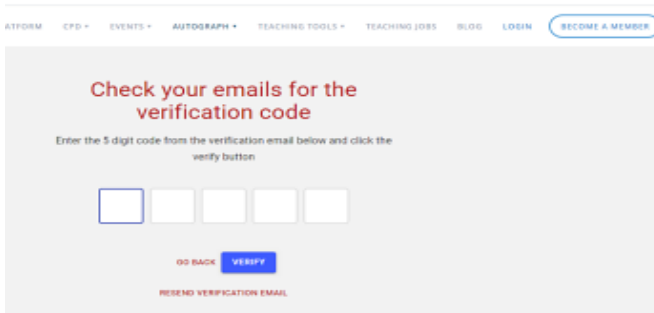 ATFORM CPD EVENTS AUTOGRAPH TEACHING TOOLS TEACHING JOBS BLOG LOGIN BECOME A MEMBER
Check your emails for the
verification code
Enter the 5 digit code from the verification email below and click the
verify button
GO BACK VERIFY
RESEND VERIFICATION EMAIL